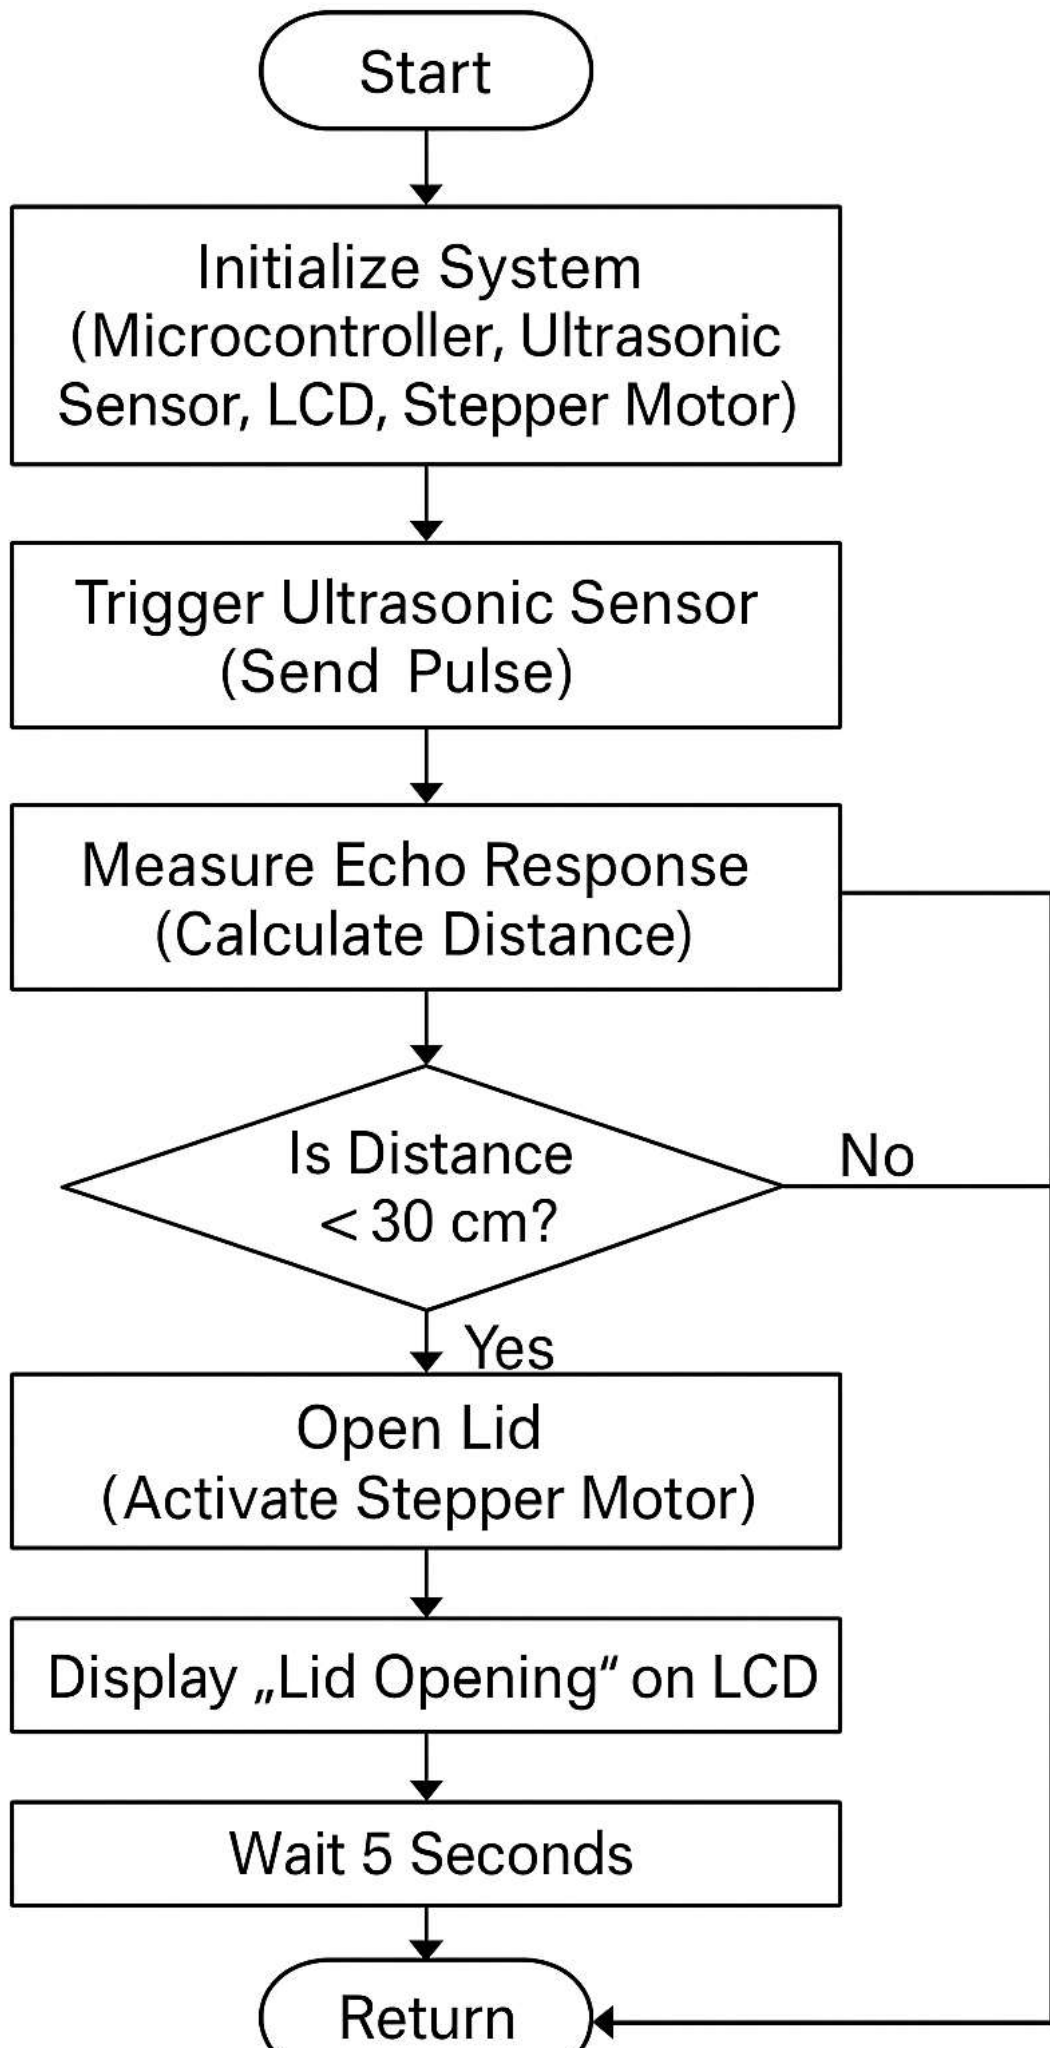 Start
Initialize System
(Microcontroller, Ultrasonic
Sensor, LCD, Stepper Motor)
Trigger Ultrasonic Sensor
(Send Pulse)
Measure Echo Response
(Calculate Distance)
Is Distance
< 30 cm?
No
Yes
Open Lid
(Activate Stepper Motor)
Display „Lid Opening“ on LCD
Wait 5 Seconds
Return